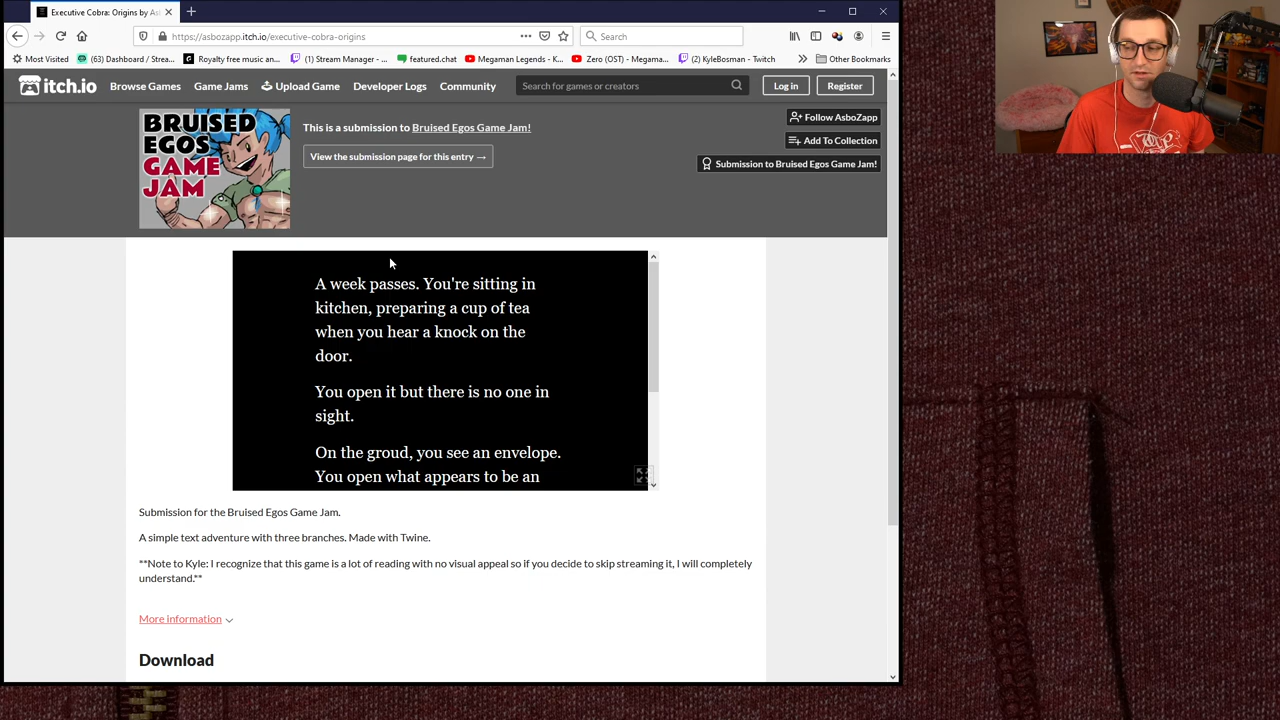 Executive Cobra: Origins by As
https://asbozapp.itch.io/executive-cobra-origins
Search
Most Visited
(63) Dashboard / Strea...
Royalty free music an...
(1) Stream Manager - ...
featured.chat
Megaman Legends - K...
Zero (OST) - Megama...
(2) KyleBosman - Twitch
Other Bookmarks
itch.io
Browse Games
Game Jams
Upload Game
Developer Logs
Community
Search for games or creators
Log in
Register
BRUISED
EGOS
GAME
JAM
This is a submission to Bruised Egos Game Jam!
View the submission page for this entry →
Follow AsboZapp
Add To Collection
Submission to Bruised Egos Game Jam!
A week passes. You're sitting in
kitchen, preparing a cup of tea
when you hear a knock on the
door.
You open it but there is no one in
sight.
On the groud, you see an envelope.
You open what appears to be an
Submission for the Bruised Egos Game Jam.
A simple text adventure with three branches. Made with Twine.
**Note to Kyle: I recognize that this game is a lot of reading with no visual appeal so if you decide to skip streaming it, I will completely
understand.**
More information
Download